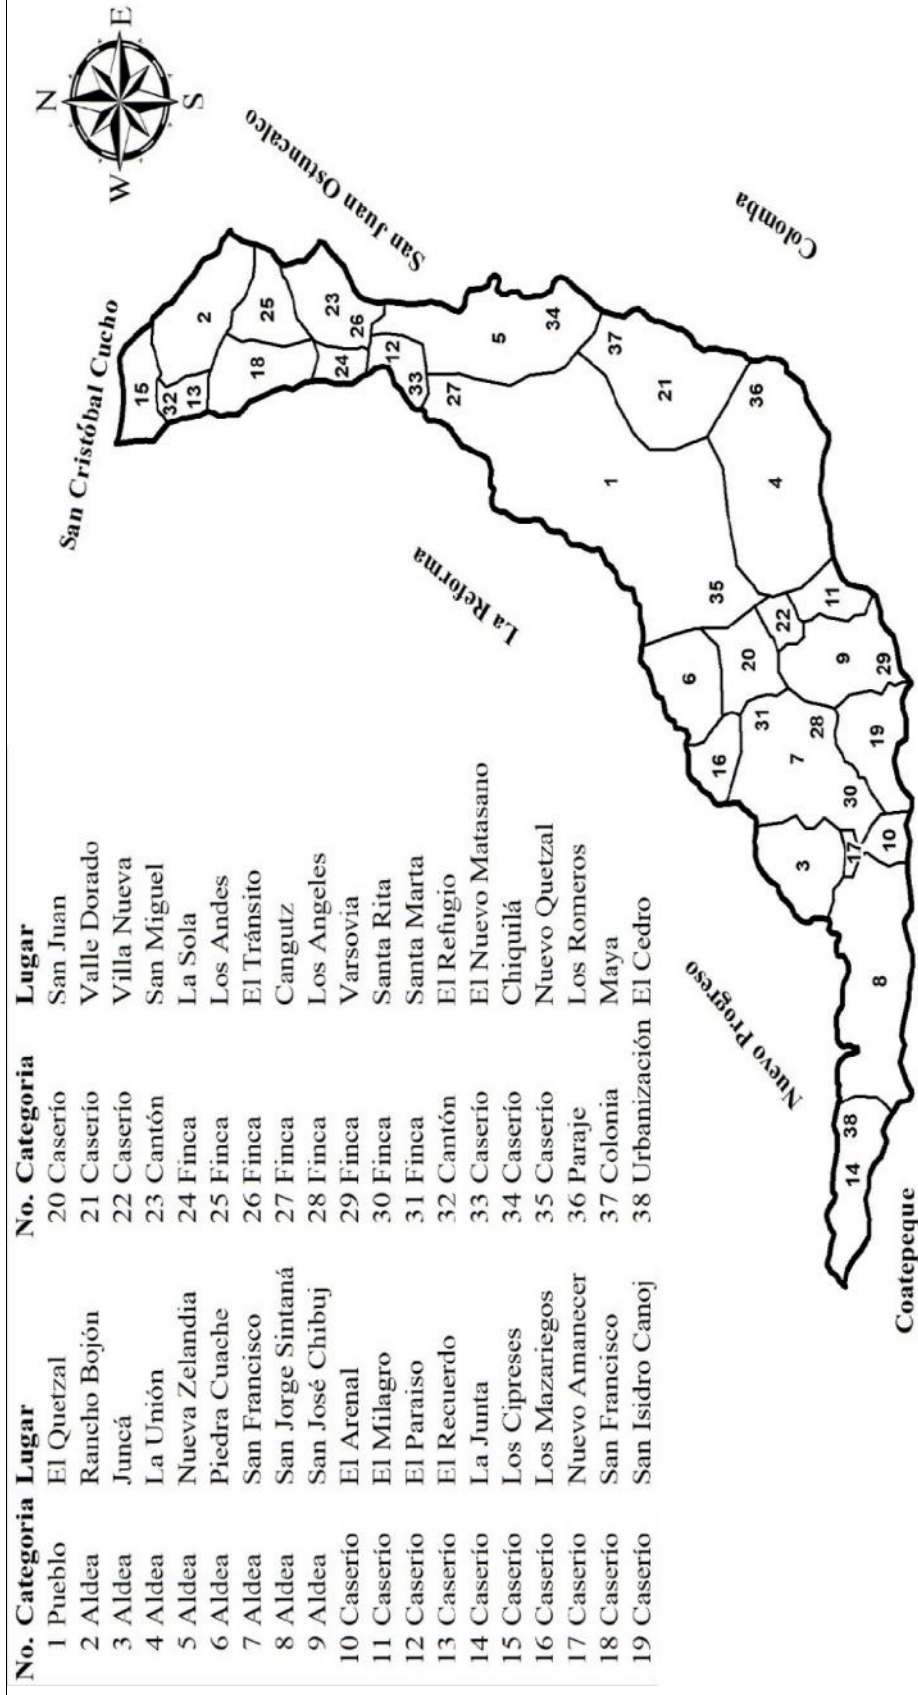 No. Categoria Lugar No. Categoria Lugar
1 Pueblo El Quetzal 20 Caserío San Juan
2 Aldea Rancho Bojón 21 Caserío Valle Dorado
3 Aldea Juncá 22 Caserío Villa Nueva
4 Aldea La Unión 23 Cantón San Miguel
5 Aldea Nueva Zelandia 24 Finca La Sola
6 Aldea Piedra Cuache 25 Finca Los Andes
7 Aldea San Francisco 26 Finca El Tránsito
8 Aldea San Jorge Sintaná 27 Finca Cangutz
9 Aldea San José Chibuj 28 Finca Los Angeles
10 Caserío El Arenal 29 Finca Varsovia
11 Caserío El Milagro 30 Finca Santa Rita
12 Caserío El Paraiso 31 Finca Santa Marta
13 Caserío El Recuerdo 32 Cantón El Refugio
14 Caserío La Junta 33 Caserío El Nuevo Matasano
15 Caserío Los Cipreses 34 Caserío Chiquilá
16 Caserío Los Mazariegos 35 Caserío Nuevo Quetzal
17 Caserío Nuevo Amanecer 36 Paraje Los Romeros
18 Caserío San Francisco 37 Colonia Maya
19 Caserío San Isidro Canoj 38 Urbanización El Cedro
N
E
S
W
San Cristóbal Cucho
San Juan Ostuncalco
Colomba
La Reforma
Nuevo Progreso
Coatepeque
15
2
32
13
25
18
23
26
24
12
33
5
34
27
37
21
1
36
4
35
11
22
20
6
9
29
31
28
7
16
19
30
17
10
3
8
38
14